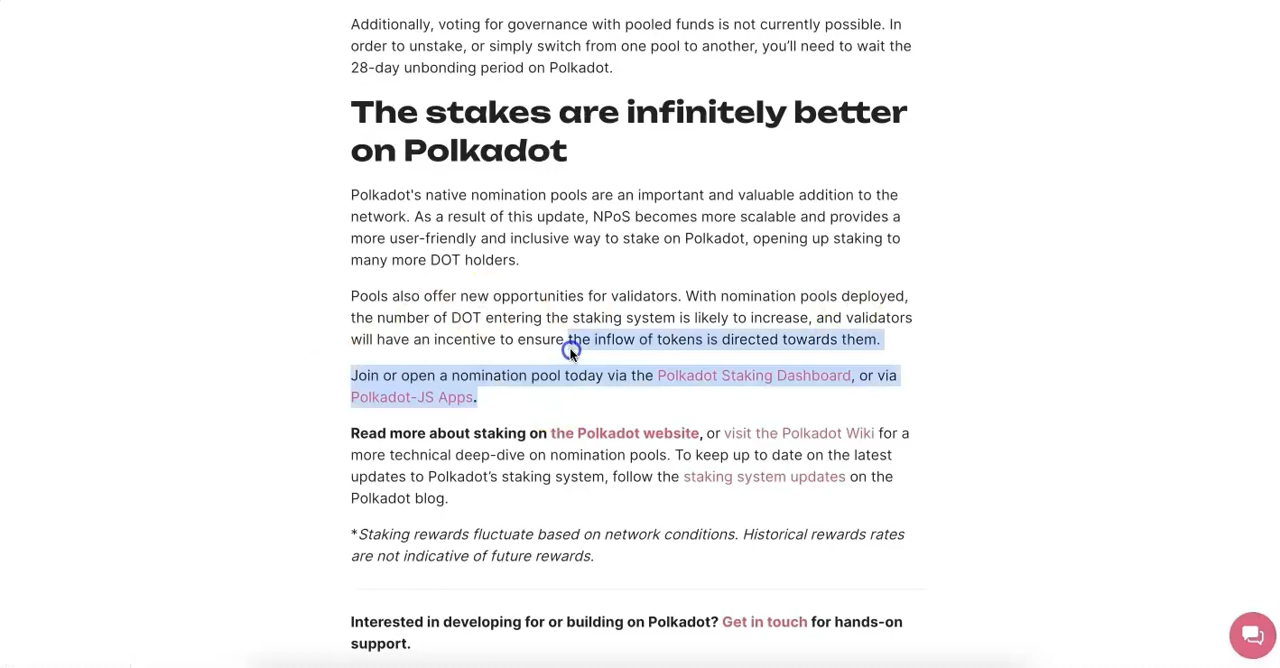 Additionally, voting for governance with pooled funds is not currently possible. In
order to unstake, or simply switch from one pool to another, you’ll need to wait the
28-day unbonding period on Polkadot.
The stakes are infinitely better
on Polkadot
Polkadot's native nomination pools are an important and valuable addition to the
network. As a result of this update, NPoS becomes more scalable and provides a
more user-friendly and inclusive way to stake on Polkadot, opening up staking to
many more DOT holders.
Pools also offer new opportunities for validators. With nomination pools deployed,
the number of DOT entering the staking system is likely to increase, and validators
will have an incentive to ensure the inflow of tokens is directed towards them.
Join or open a nomination pool today via the Polkadot Staking Dashboard, or via
Polkadot-JS Apps.
Read more about staking on the Polkadot website, or visit the Polkadot Wiki for a
more technical deep-dive on nomination pools. To keep up to date on the latest
updates to Polkadot’s staking system, follow the staking system updates on the
Polkadot blog.
*Staking rewards fluctuate based on network conditions. Historical rewards rates
are not indicative of future rewards.
Interested in developing for or building on Polkadot? Get in touch for hands-on
support.